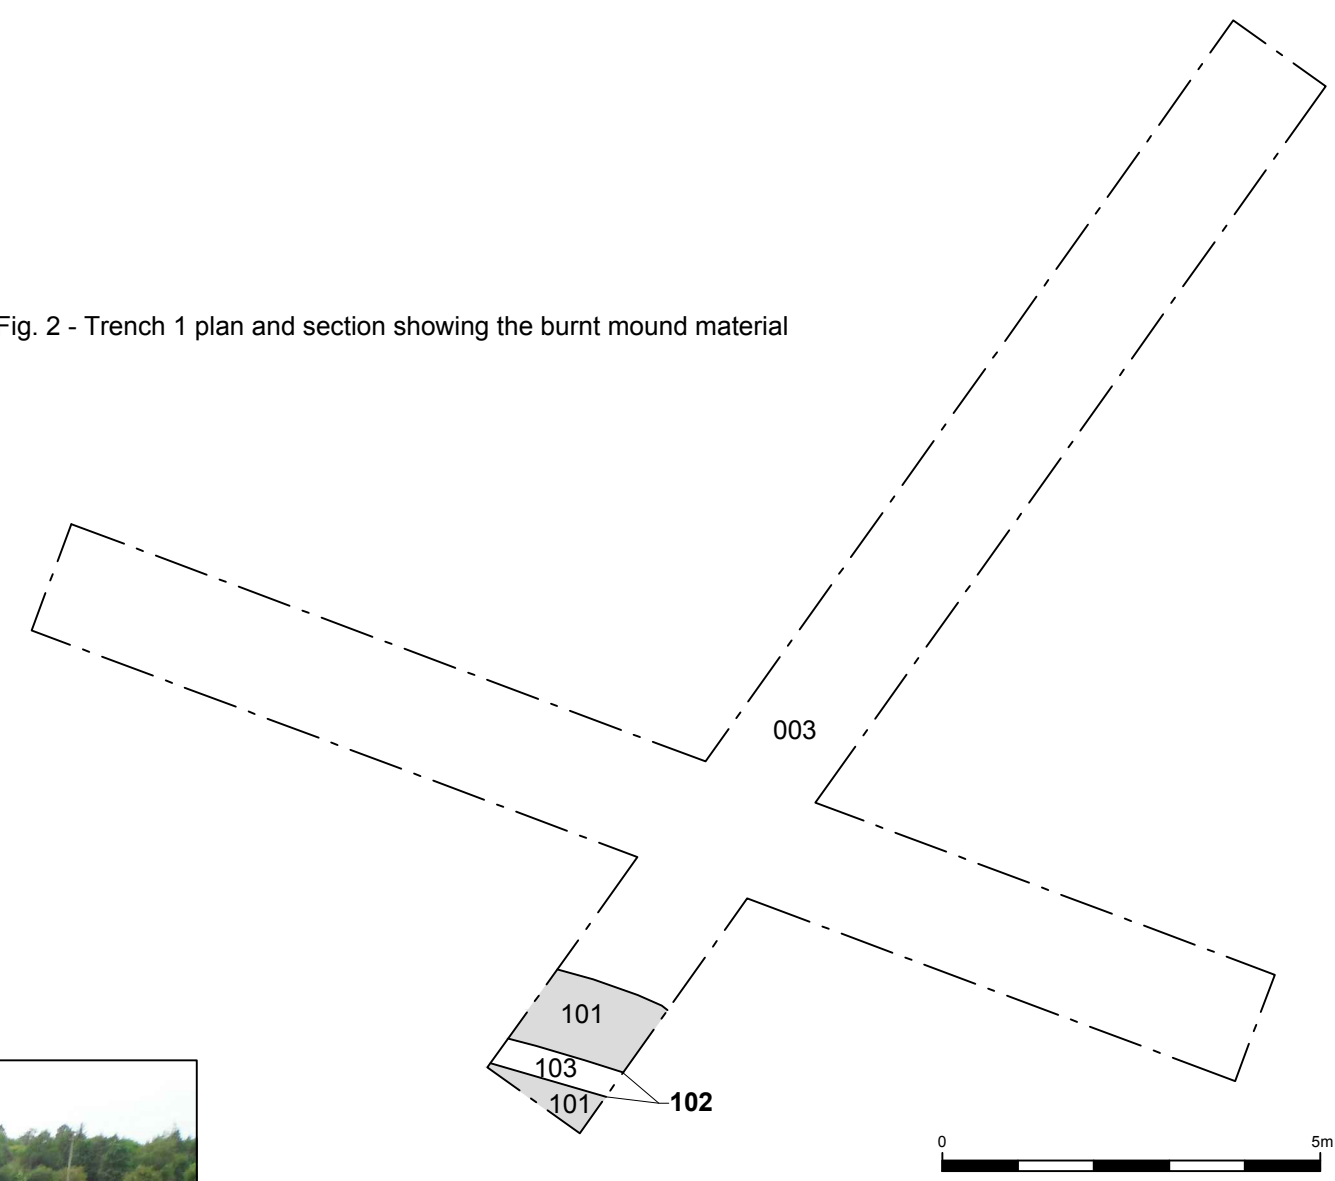 Fig. 2 - Trench 1 plan and section showing the burnt mound material
003
101
103
101
102
0 5m